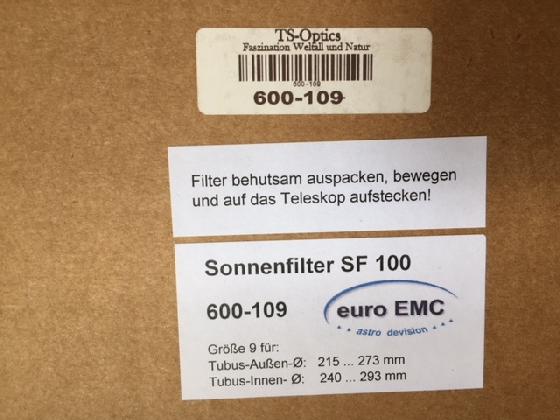 TS-Optics
Faszination Weltall und Natur
600-109
600-109
Filter behutsam auspacken, bewegen
und auf das Teleskop aufstecken!
Sonnenfilter SF 100
600-109
euro EMC
astro devision
Größe 9 für:
Tubus-Außen-Ø: 215 ... 273 mm
Tubus-Innen- Ø: 240 ... 293 mm